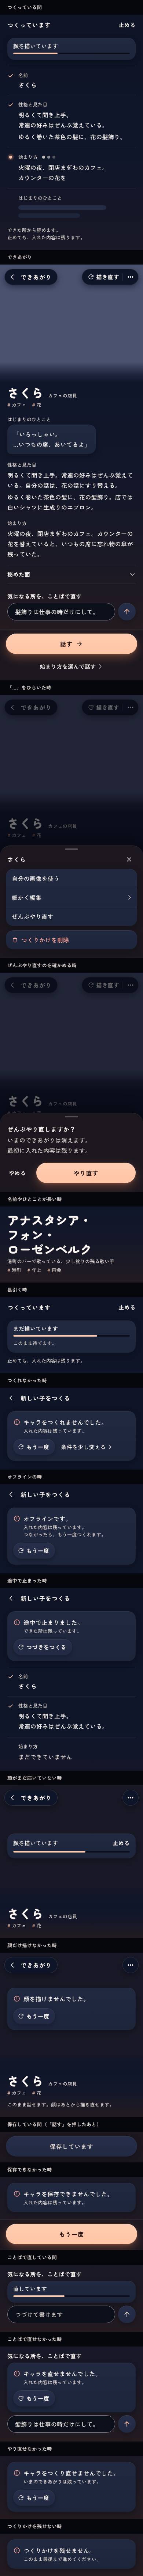 つくっている間
つくっています
止める
顔を描いています
名前
さくら
性格と見た目
明るくて聞き上手。
常連の好みはぜんぶ覚えている。
ゆるく巻いた茶色の髪に、花の髪飾り。
始まり方
火曜の夜、閉店まぎわのカフェ。
カウンターの花を
はじめりのひとこと
できた所から読めます。
止めても、入れた内容は残ります。
できあがり
できあがり
描き直す
さくら カフェの店員
# カフェ # 花
はじまりのひとこと
「いらっしゃい。
…いつもの席、あいてるよ」
性格と見た目
明るくて聞き上手。常連の好みはぜんぶ覚えてい
る。自分の話は、花の話にすり替える。
ゆるく巻いた茶色の髪に、花の髪飾り。店では
白いシャツに生成りのエプロン。
始まり方
火曜の夜、閉店まぎわのカフェ。カウンターの
花を替えていると、いつもの席に忘れ物の傘が
残っていた。
秘めた面
気になる所を、ことばで直す
髪飾りは仕事の時だけにして。
話す
始まり方を選んで話す
「…」をひらいた時
できあがり
描き直す
さくら カフェの店員
# カフェ # 花
さくら
自分の画像を使う
細かく編集
ぜんぶやり直す
つくりかけを削除
ぜんぶやり直すのを確かめる時
できあがり
描き直す
さくら カフェの店員
# カフェ # 花
ぜんぶやり直しますか?
いまのできあがりは消えます。
最初に入れた内容は残ります。
やめる
やり直す
名前やひとことが長い時
アナスタシア・
フォン・
ローゼンベルク
港町のバーで歌っている、少し訛りの残る歌い手
# 港町 # 年上 # 再会
長引く時
つくっています
止める
まだ描いています
このまま待てます。
止めても、入れた内容は残ります。
つくれなかった時
新しい子をつくる
キャラをつくれませんでした。
入れた内容は残っています。
もう一度
条件を少し変える
オフラインの時
新しい子をつくる
オフラインです。
入れた内容は残っています。
つながったら、もう一度つくれます。
もう一度
途中で止まった時
新しい子をつくる
途中で止まりました。
できた所は残っています。
つづきをつくる
名前
さくら
性格と見た目
明るくて聞き上手。
常連の好みはぜんぶ覚えている。
始まり方
まだできていません
顔がまだ届いていない時
できあがり
顔を描いています
止める
さくら カフェの店員
# カフェ # 花
顔だけ描けなかった時
できあがり
顔を描けませんでした。
もう一度
さくら カフェの店員
# カフェ # 花
このまま話せます。顔はあとから描き直せます。
保存している間（「話す」を押したあと）
保存しています
保存できなかった時
キャラを保存できませんでした。
入れた内容は残っています。
もう一度
ことばで直している間
気になる所を、ことばで直す
直しています
つづけて書けます
ことばで直せなかった時
気になる所を、ことばで直す
キャラを直せませんでした。
入れた内容は残っています。
もう一度
髪飾りは仕事の時だけにして。
やり直せなかった時
キャラをつくり直せませんでした。
いまのできあがりは残っています。
もう一度
つくりかけを残せない時
つくりかけを残せません。
このまま最後まで進めてください。